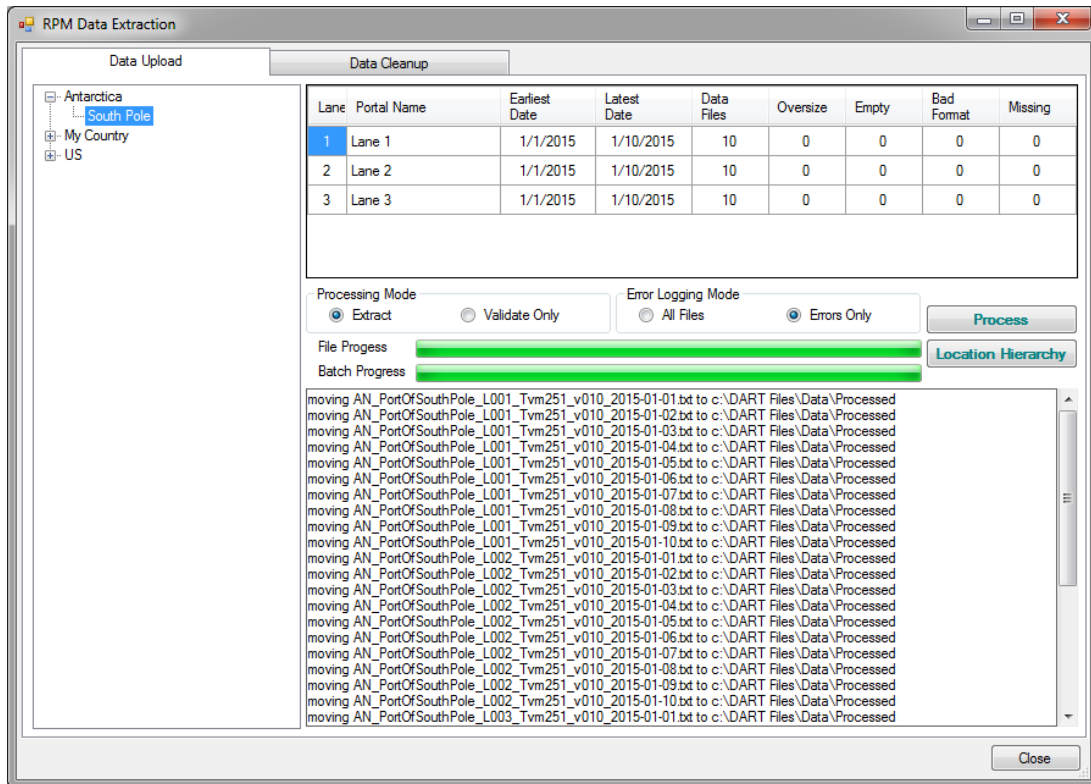 RPM Data Extraction
Data Upload
Data Cleanup
Antarctica
South Pole
My Country
US
Lane Portal Name Earliest Date Latest Date Data Files Oversize Empty Bad Format Missing
1 Lane 1 1/1/2015 1/10/2015 10 0 0 0 0
2 Lane 2 1/1/2015 1/10/2015 10 0 0 0 0
3 Lane 3 1/1/2015 1/10/2015 10 0 0 0 0
Processing Mode
Extract Validate Only
Error Logging Mode
All Files Errors Only
Process
File Progess
Location Hierarchy
Batch Progress
moving AN_PortOfSouthPole_L001_Tvm251_v010_2015-01-01.txt to c:\DART Files\Data\Processed
moving AN_PortOfSouthPole_L001_Tvm251_v010_2015-01-02.txt to c:\DART Files\Data\Processed
moving AN_PortOfSouthPole_L001_Tvm251_v010_2015-01-03.txt to c:\DART Files\Data\Processed
moving AN_PortOfSouthPole_L001_Tvm251_v010_2015-01-04.txt to c:\DART Files\Data\Processed
moving AN_PortOfSouthPole_L001_Tvm251_v010_2015-01-05.txt to c:\DART Files\Data\Processed
moving AN_PortOfSouthPole_L001_Tvm251_v010_2015-01-06.txt to c:\DART Files\Data\Processed
moving AN_PortOfSouthPole_L001_Tvm251_v010_2015-01-07.txt to c:\DART Files\Data\Processed
moving AN_PortOfSouthPole_L001_Tvm251_v010_2015-01-08.txt to c:\DART Files\Data\Processed
moving AN_PortOfSouthPole_L001_Tvm251_v010_2015-01-09.txt to c:\DART Files\Data\Processed
moving AN_PortOfSouthPole_L001_Tvm251_v010_2015-01-10.txt to c:\DART Files\Data\Processed
moving AN_PortOfSouthPole_L002_Tvm251_v010_2015-01-01.txt to c:\DART Files\Data\Processed
moving AN_PortOfSouthPole_L002_Tvm251_v010_2015-01-02.txt to c:\DART Files\Data\Processed
moving AN_PortOfSouthPole_L002_Tvm251_v010_2015-01-03.txt to c:\DART Files\Data\Processed
moving AN_PortOfSouthPole_L002_Tvm251_v010_2015-01-04.txt to c:\DART Files\Data\Processed
moving AN_PortOfSouthPole_L002_Tvm251_v010_2015-01-05.txt to c:\DART Files\Data\Processed
moving AN_PortOfSouthPole_L002_Tvm251_v010_2015-01-06.txt to c:\DART Files\Data\Processed
moving AN_PortOfSouthPole_L002_Tvm251_v010_2015-01-07.txt to c:\DART Files\Data\Processed
moving AN_PortOfSouthPole_L002_Tvm251_v010_2015-01-08.txt to c:\DART Files\Data\Processed
moving AN_PortOfSouthPole_L002_Tvm251_v010_2015-01-09.txt to c:\DART Files\Data\Processed
moving AN_PortOfSouthPole_L002_Tvm251_v010_2015-01-10.txt to c:\DART Files\Data\Processed
moving AN_PortOfSouthPole_L003_Tvm251_v010_2015-01-01.txt to c:\DART Files\Data\Processed
Close